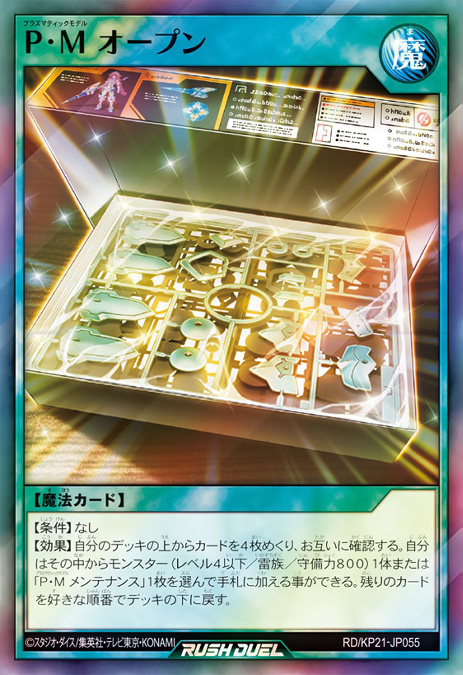 プラズマティックモデル
P・M オープン
ま
魔
【魔法カード】
【条件】なし
【効果】自分のデッキの上からカードを4枚めくり、お互いに確認する。自分
はその中からモンスター(レベル4以下/雷族/守備力800)1体または
「P・M メンテナンス」1枚を選んで手札に加える事ができる。残りのカード
を好きな順番でデッキの下に戻す。
©スタジオ・ダイス/集英社・テレビ東京・KONAMI
RUSH DUEL
RD/KP21-JP055